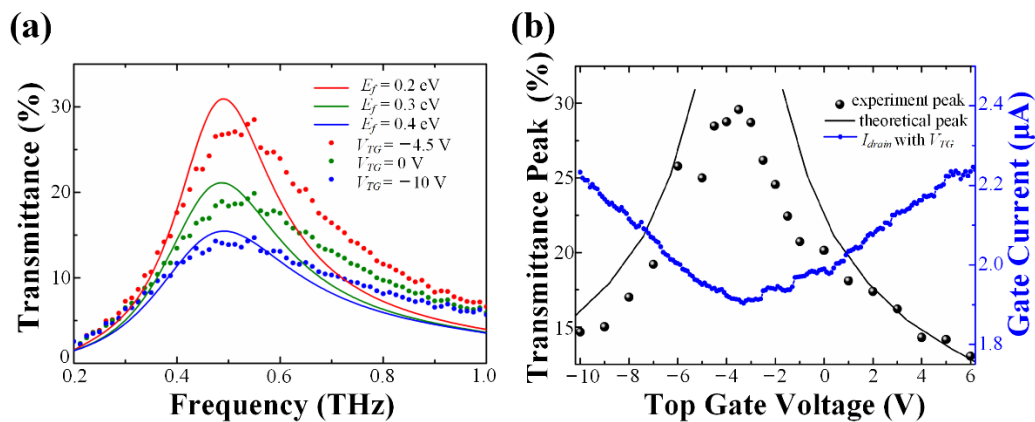 (a)
Transmittance (%)
30
20
10
0
E_f = 0.2 eV
E_f = 0.3 eV
E_f = 0.4 eV
V_TG = −4.5 V
V_TG = 0 V
V_TG = −10 V
0.2 0.4 0.6 0.8 1.0
Frequency (THz)
(b)
Transmittance Peak (%)
30
25
20
15
experiment peak
theoretical peak
I_drain with V_TG
2.4
2.2
2.0
1.8
Gate Current (μA)
−10 −8 −6 −4 −2 0 2 4 6
Top Gate Voltage (V)